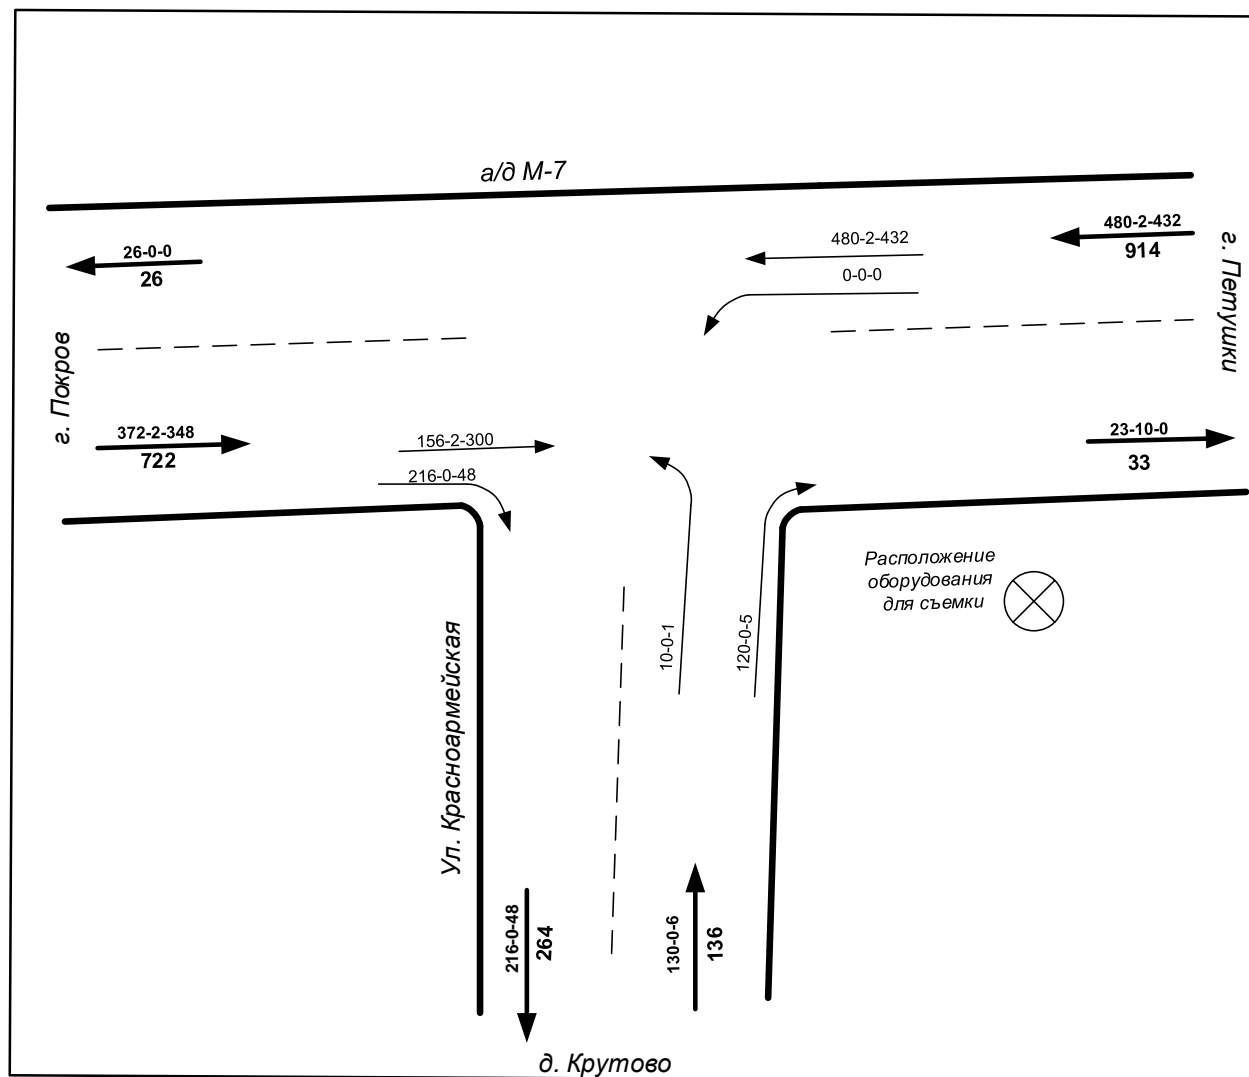 а/д М-7
26-0-0
26
480-2-432
0-0-0
480-2-432
914
г. Петушки
г. Покров
372-2-348
722
156-2-300
216-0-48
23-10-0
33
Расположение
оборудования
для съемки
10-0-1
120-0-5
Ул. Красноармейская
216-0-48
264
130-0-6
136
д. Крутово